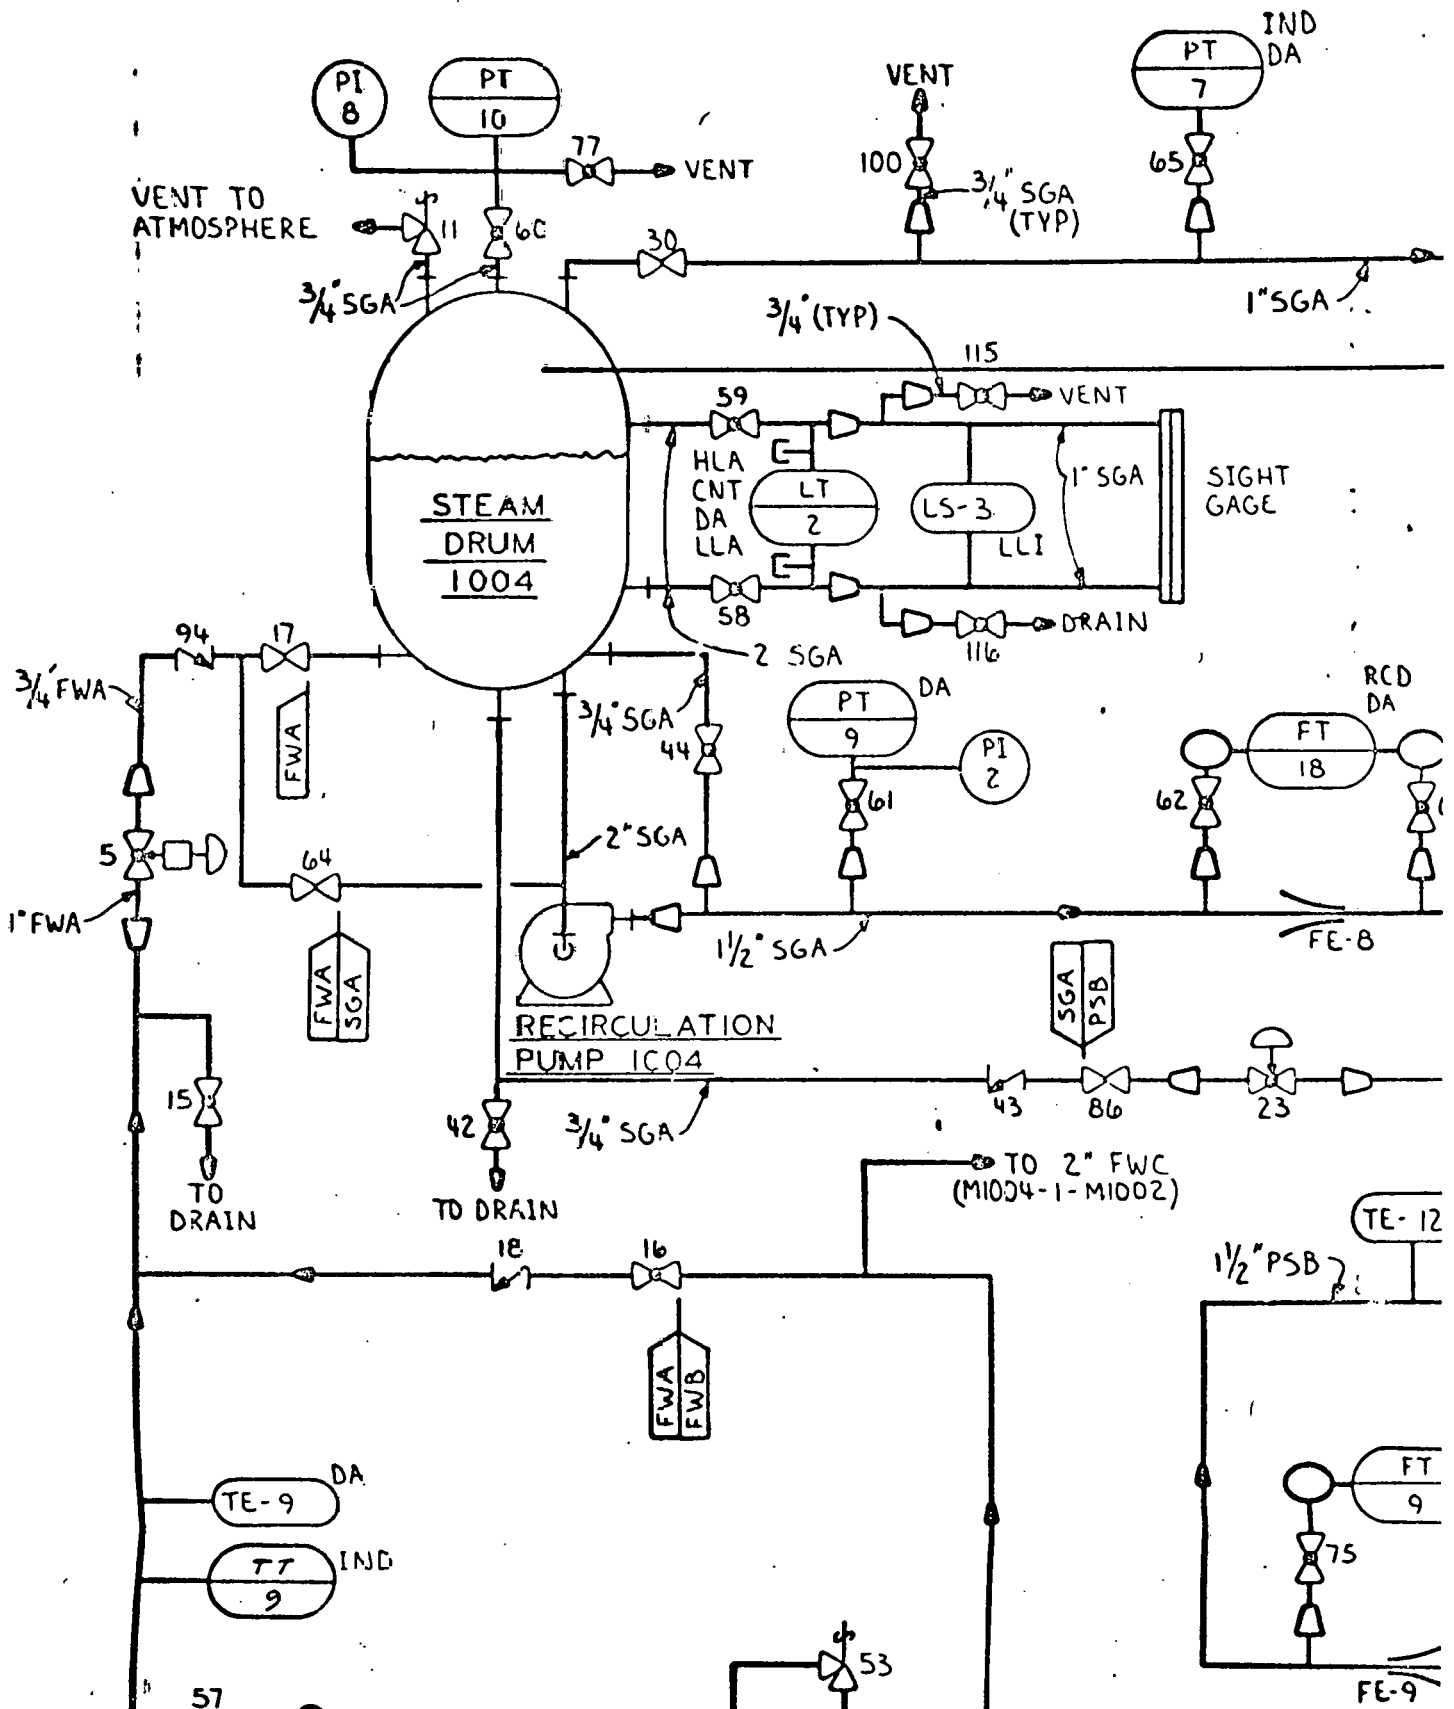 IND
DA
PT
7
PI
8
PT
10
VENT
77
VENT
100
65
3/4" SGA
(TYP)
VENT TO
ATMOSPHERE
11
60
30
3/4" SGA
1" SGA
3/4" (TYP)
115
VENT
59
HLA
CNT
DA
LLA
LT
2
LS-3
LLI
1" SGA
SIGHT
GAGE
STEAM
DRUM
1004
58
DRAIN
116
2 SGA
94
17
3/4" FWA
FWA
3/4" SGA
44
PT
9
DA
PI
2
61
RCD
DA
FT
18
62
5
64
2" SGA
1" FWA
FWA
SGA
1 1/2" SGA
FE-8
SGA
PSB
RECIRCULATION
PUMP 1C04
15
42
3/4" SGA
43
86
23
TO
DRAIN
TO DRAIN
TO 2" FWC
(M1004-1-M1002)
TE-12
18
16
1 1/2" PSB
FWA
FWB
TE-9
DA
TT
9
IND
FT
9
75
53
57
FE-9